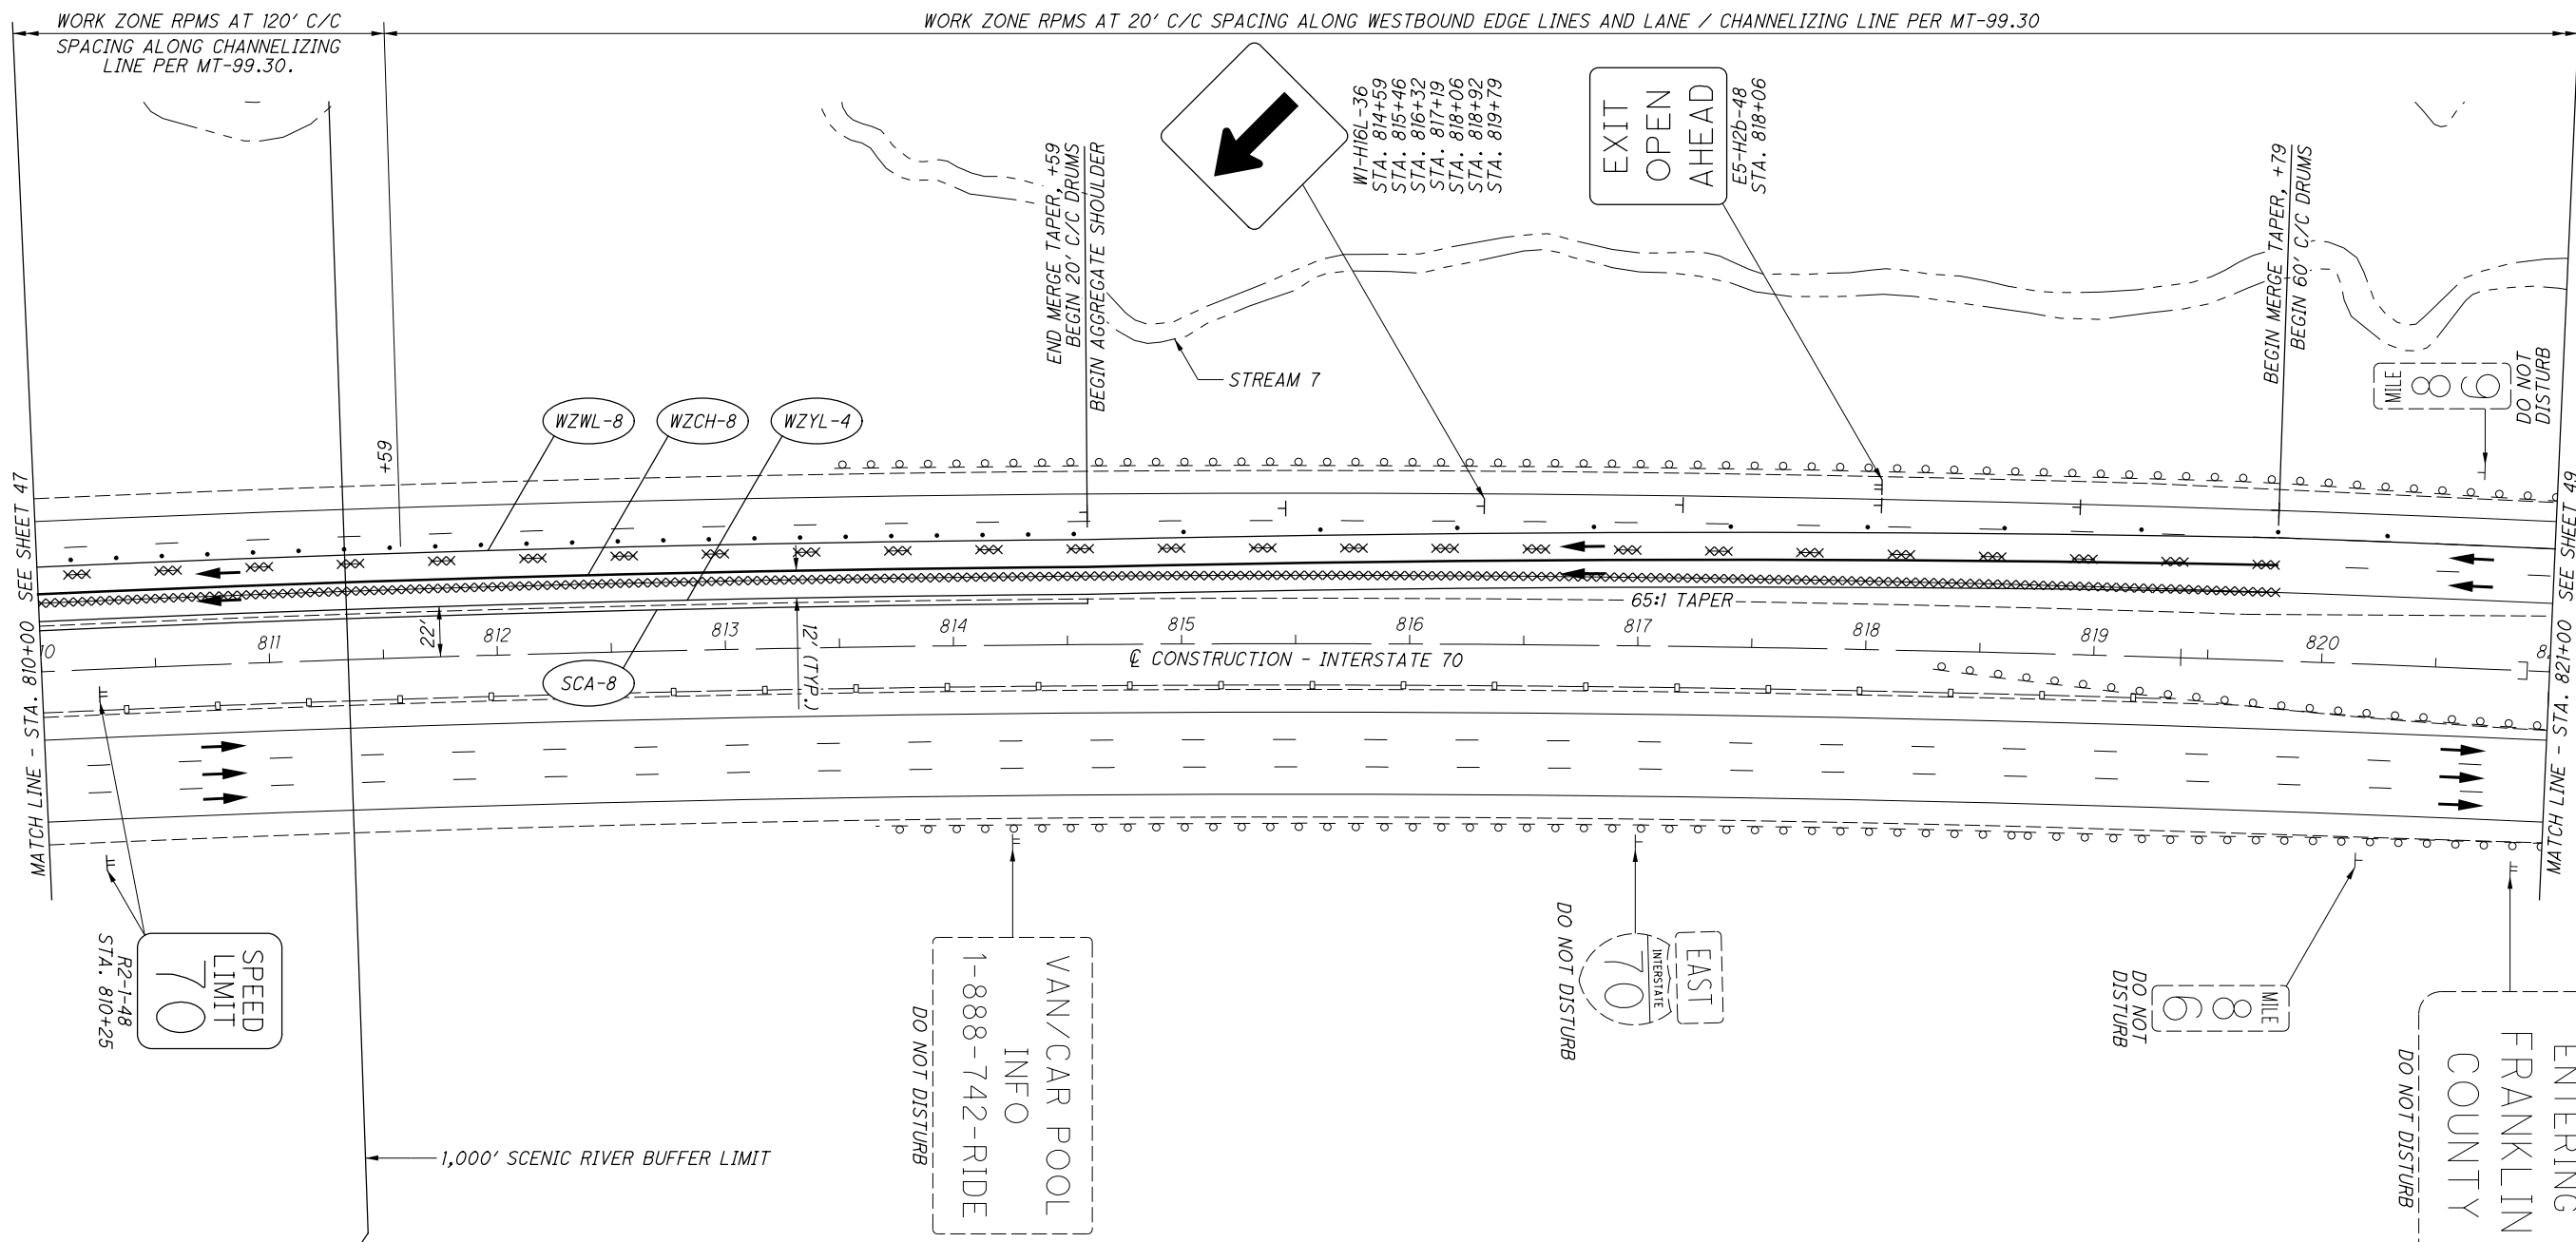 WORK ZONE RPMS AT 120' C/C
SPACING ALONG CHANNELIZING
LINE PER MT-99.30.
WORK ZONE RPMS AT 20' C/C SPACING ALONG WESTBOUND EDGE LINES AND LANE / CHANNELIZING LINE PER MT-99.30
END MERGE TAPER, +59
BEGIN 20' C/C DRUMS
BEGIN AGGREGATE SHOULDER
W1-H16L-36
STA. 814+59
STA. 815+46
STA. 816+32
STA. 817+19
STA. 818+06
STA. 818+92
STA. 819+79
EXIT
OPEN
AHEAD
E5-H2b-48
STA. 818+06
BEGIN MERGE TAPER, +79
BEGIN 60' C/C DRUMS
MILE
89
DO NOT
DISTURB
STREAM 7
WZWL-8
WZCH-8
WZYL-4
+59
MATCH LINE - STA. 810+00 SEE SHEET 47
MATCH LINE - STA. 821+00 SEE SHEET 49
65:1 TAPER
10
811
812
813
814
815
816
817
818
819
820
82
22'
12' (TYP.)
℄ CONSTRUCTION - INTERSTATE 70
SCA-8
SPEED
LIMIT
70
R2-1-48
STA. 810+25
1,000' SCENIC RIVER BUFFER LIMIT
VAN/CAR POOL
INFO
1-888-742-RIDE
DO NOT DISTURB
EAST
INTERSTATE
70
DO NOT DISTURB
MILE
8
6
DO NOT
DISTURB
ENTERING
FRANKLIN
COUNTY
DO NOT DISTURB